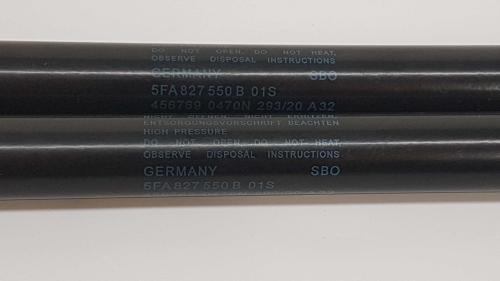 DO NOT OPEN, DO NOT HEAT,
OBSERVE DISPOSAL INSTRUCTIONS
GERMANY SBO
5FA 827 550 B 01S
456769 0470N 293/20 A32
NICHT
ENTSORGUNGSVORSCHRIFT BEACHTEN
HIGH PRESSURE
DO NOT OPEN, DO NOT HEAT,
OBSERVE DISPOSAL INSTRUCTIONS
GERMANY SBO
5FA 827 550 B 01S